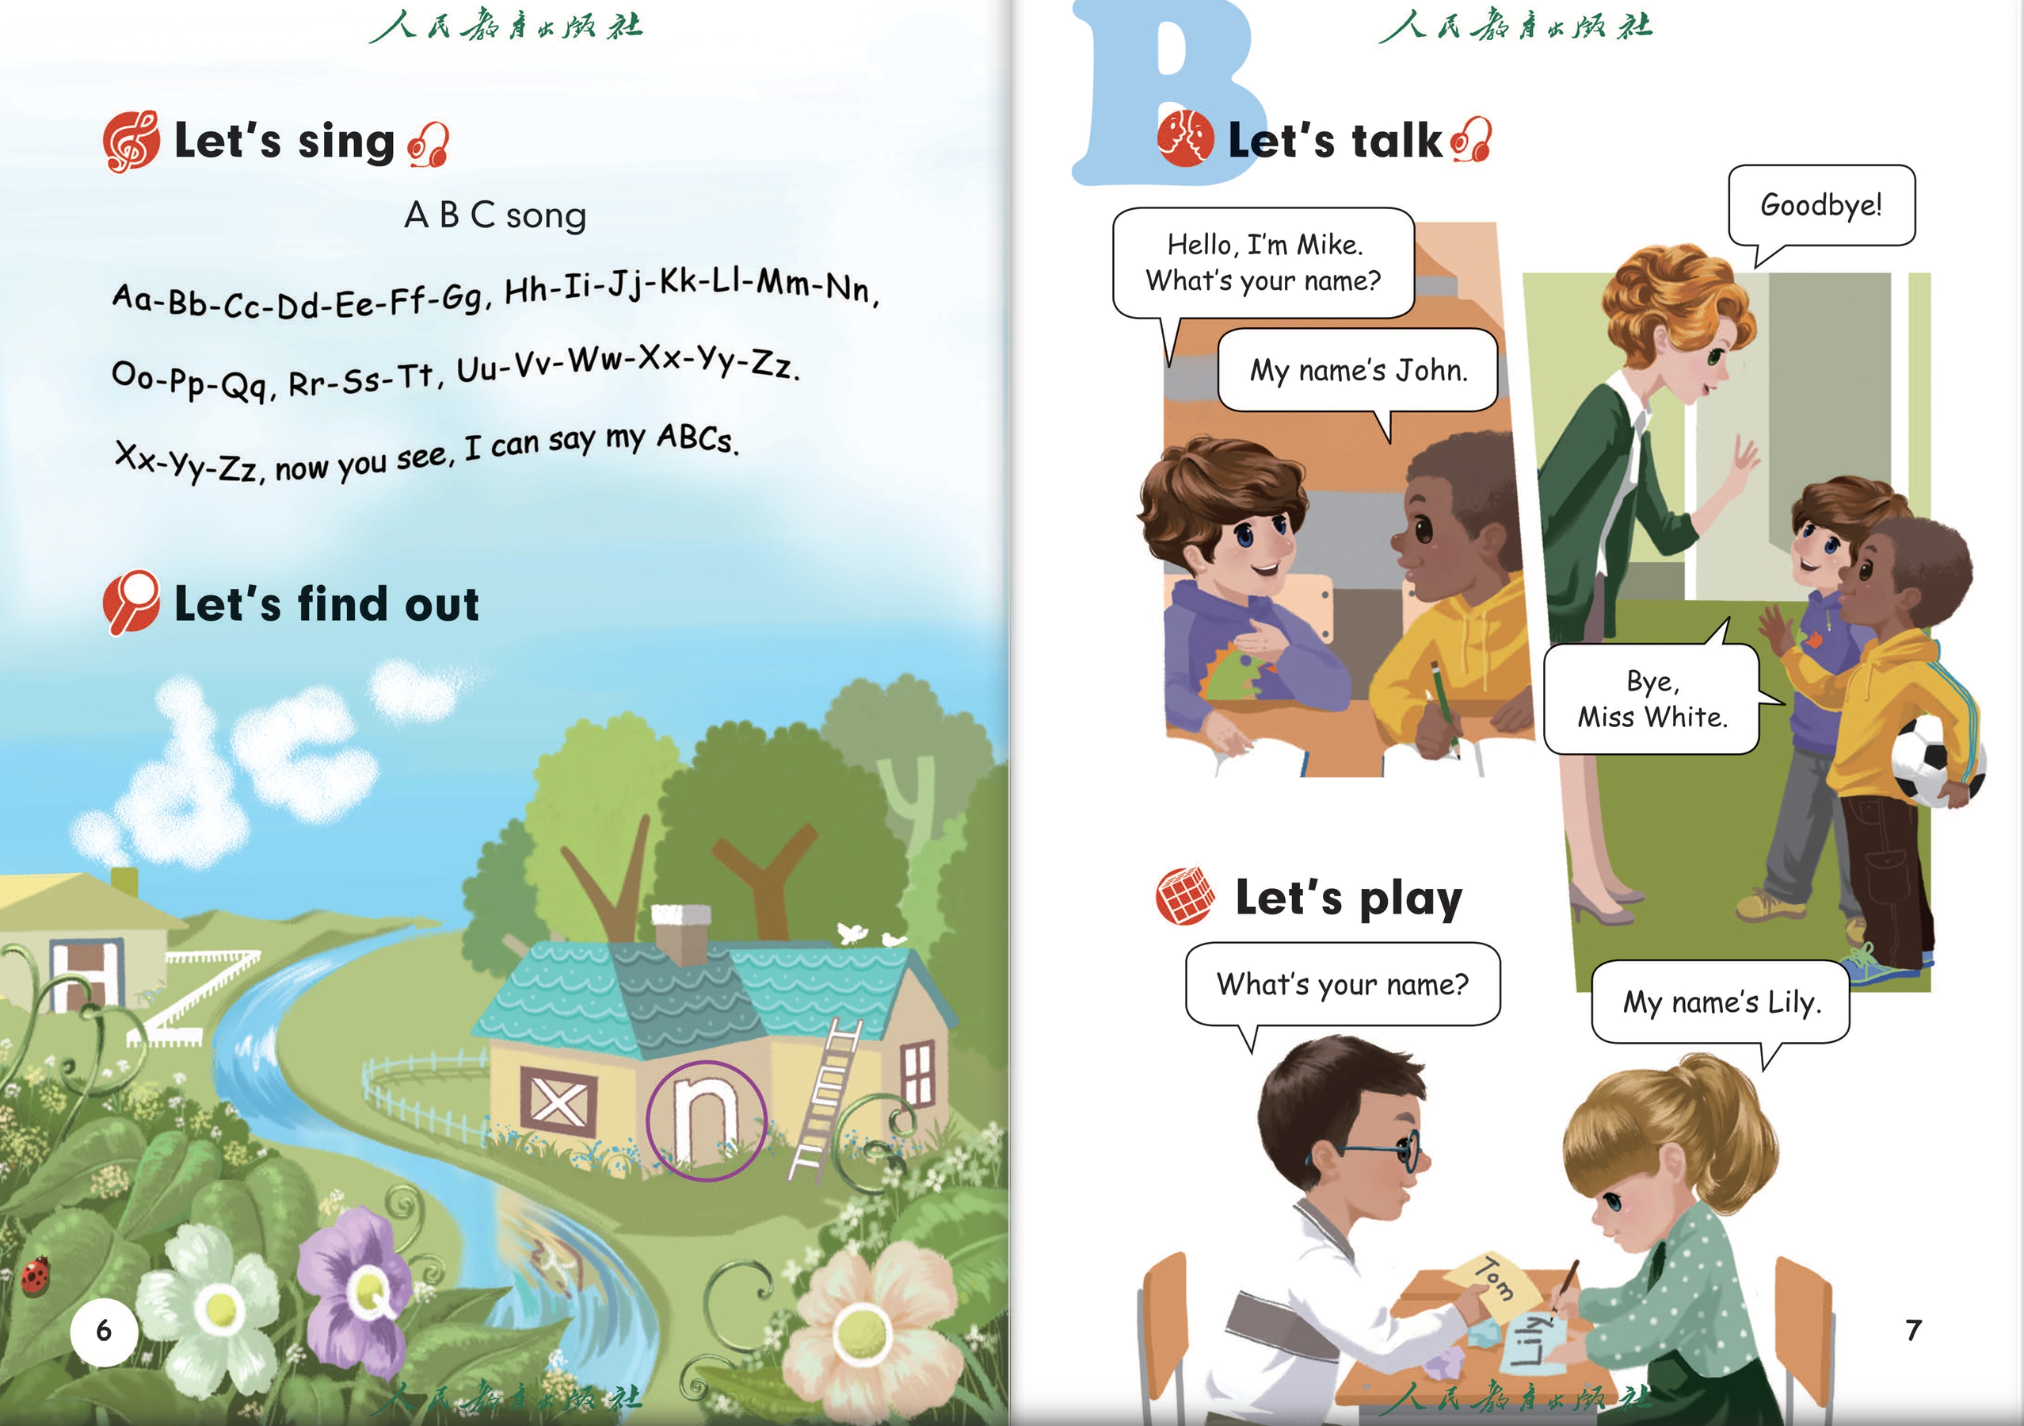 人民教育出版社
Let's sing
A B C song
Aa-Bb-Cc-Dd-Ee-Ff-Gg, Hh-Ii-Jj-Kk-Ll-Mm-Nn,
Oo-Pp-Qq, Rr-Ss-Tt, Uu-Vv-Ww-Xx-Yy-Zz.
Xx-Yy-Zz, now you see, I can say my ABCs.
Let's find out
n
6
人民教育出版社
人民教育出版社
B
Let's talk
Hello, I'm Mike.
What's your name?
My name's John.
Goodbye!
Bye,
Miss White.
Let's play
What's your name?
My name's Lily.
Tom
Lily
7
人民教育出版社